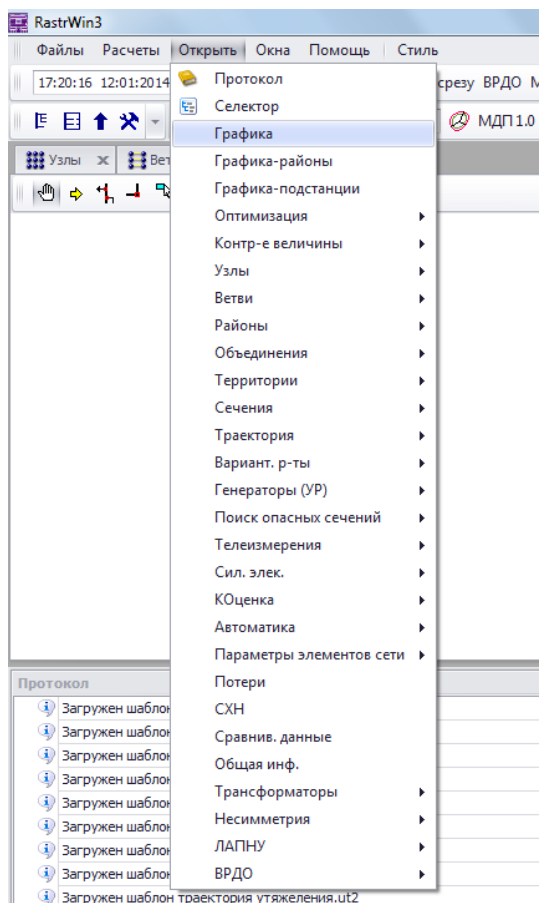 RastrWin3
Файлы Расчеты Открыть Окна Помощь Стиль
17:20:16 12:01:2014 срезу ВРДО
МДП 1.0
Узлы
Протокол
Селектор
Графика
Графика-районы
Графика-подстанции
Оптимизация
Контр-е величины
Узлы
Ветви
Районы
Объединения
Территории
Сечения
Траектория
Вариант. р-ты
Генераторы (УР)
Поиск опасных сечений
Телеизмерения
Сил. элек.
КОценка
Автоматика
Параметры элементов сети
Потери
СХН
Сравнив. данные
Общая инф.
Трансформаторы
Несимметрия
ЛАПНУ
ВРДО
Протокол
Загружен шаблон
Загружен шаблон
Загружен шаблон
Загружен шаблон
Загружен шаблон
Загружен шаблон
Загружен шаблон
Загружен шаблон
Загружен шаблон траектория утяжеления.ut2